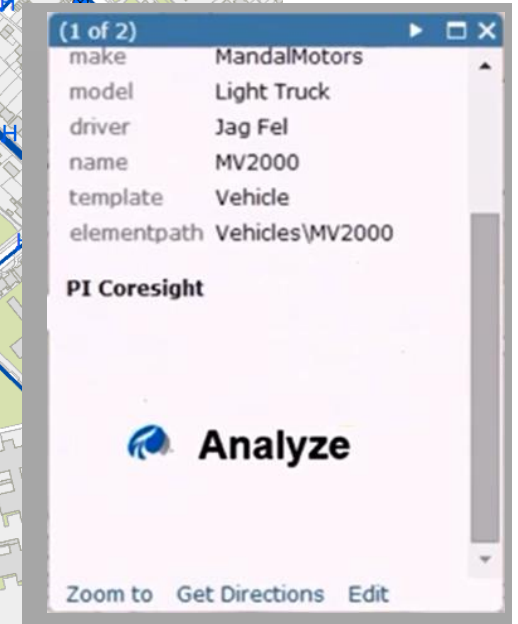 (1 of 2)
make MandalMotors
model Light Truck
driver Jag Fel
name MV2000
template Vehicle
elementpath Vehicles\MV2000
PI Coresight
Analyze
Zoom to Get Directions Edit